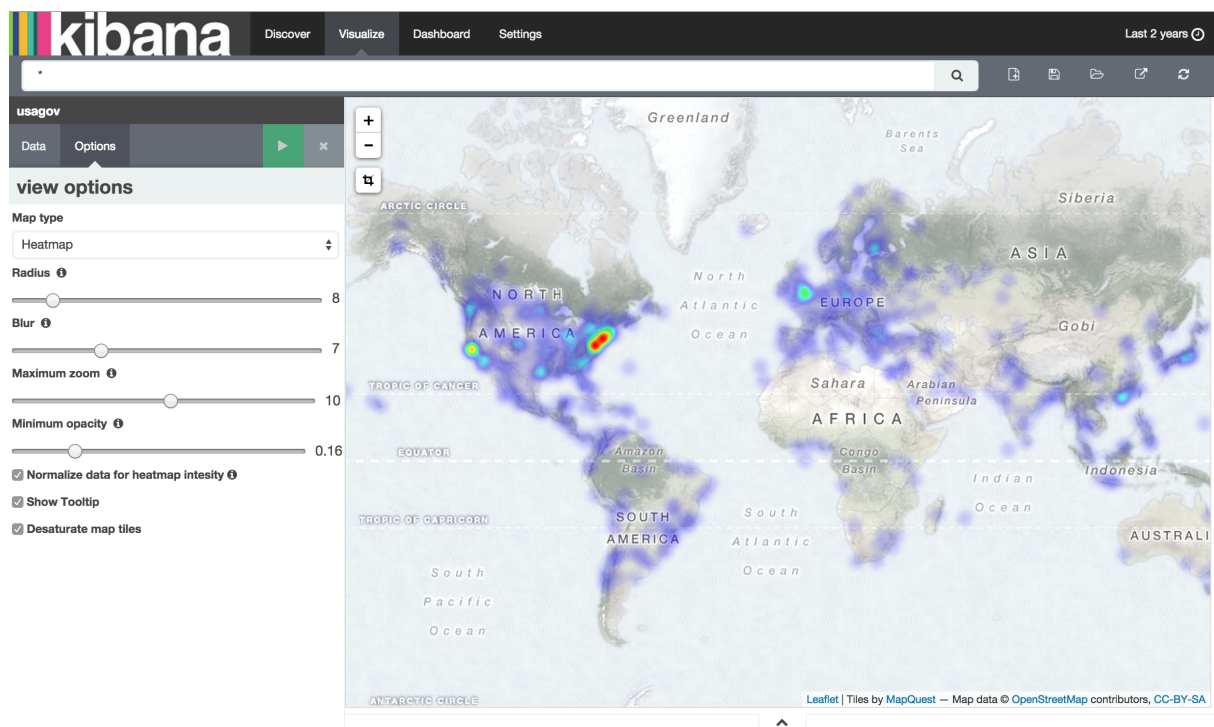 kibana
Discover
Visualize
Dashboard
Settings
Last 2 years
*
usagov
Data
Options
view options
Map type
Heatmap
Radius
8
Blur
7
Maximum zoom
10
Minimum opacity
0.16
Normalize data for heatmap intesity
Show Tooltip
Desaturate map tiles
+
−
Greenland
Barents
Sea
Siberia
ARCTIC CIRCLE
ASIA
North
Atlantic
Ocean
NORTH
AMERICA
EUROPE
Gobi
TROPIC OF CANCER
Sahara
Arabian
Peninsula
AFRICA
EQUATOR
Amazon
Basin
Congo
Basin
Indian
Ocean
Indonesia
TROPIC OF CAPRICORN
SOUTH
AMERICA
South
Atlantic
Ocean
AUSTRALI
South
Pacific
Ocean
ANTARCTIC CIRCLE
Leaflet | Tiles by MapQuest — Map data © OpenStreetMap contributors, CC-BY-SA